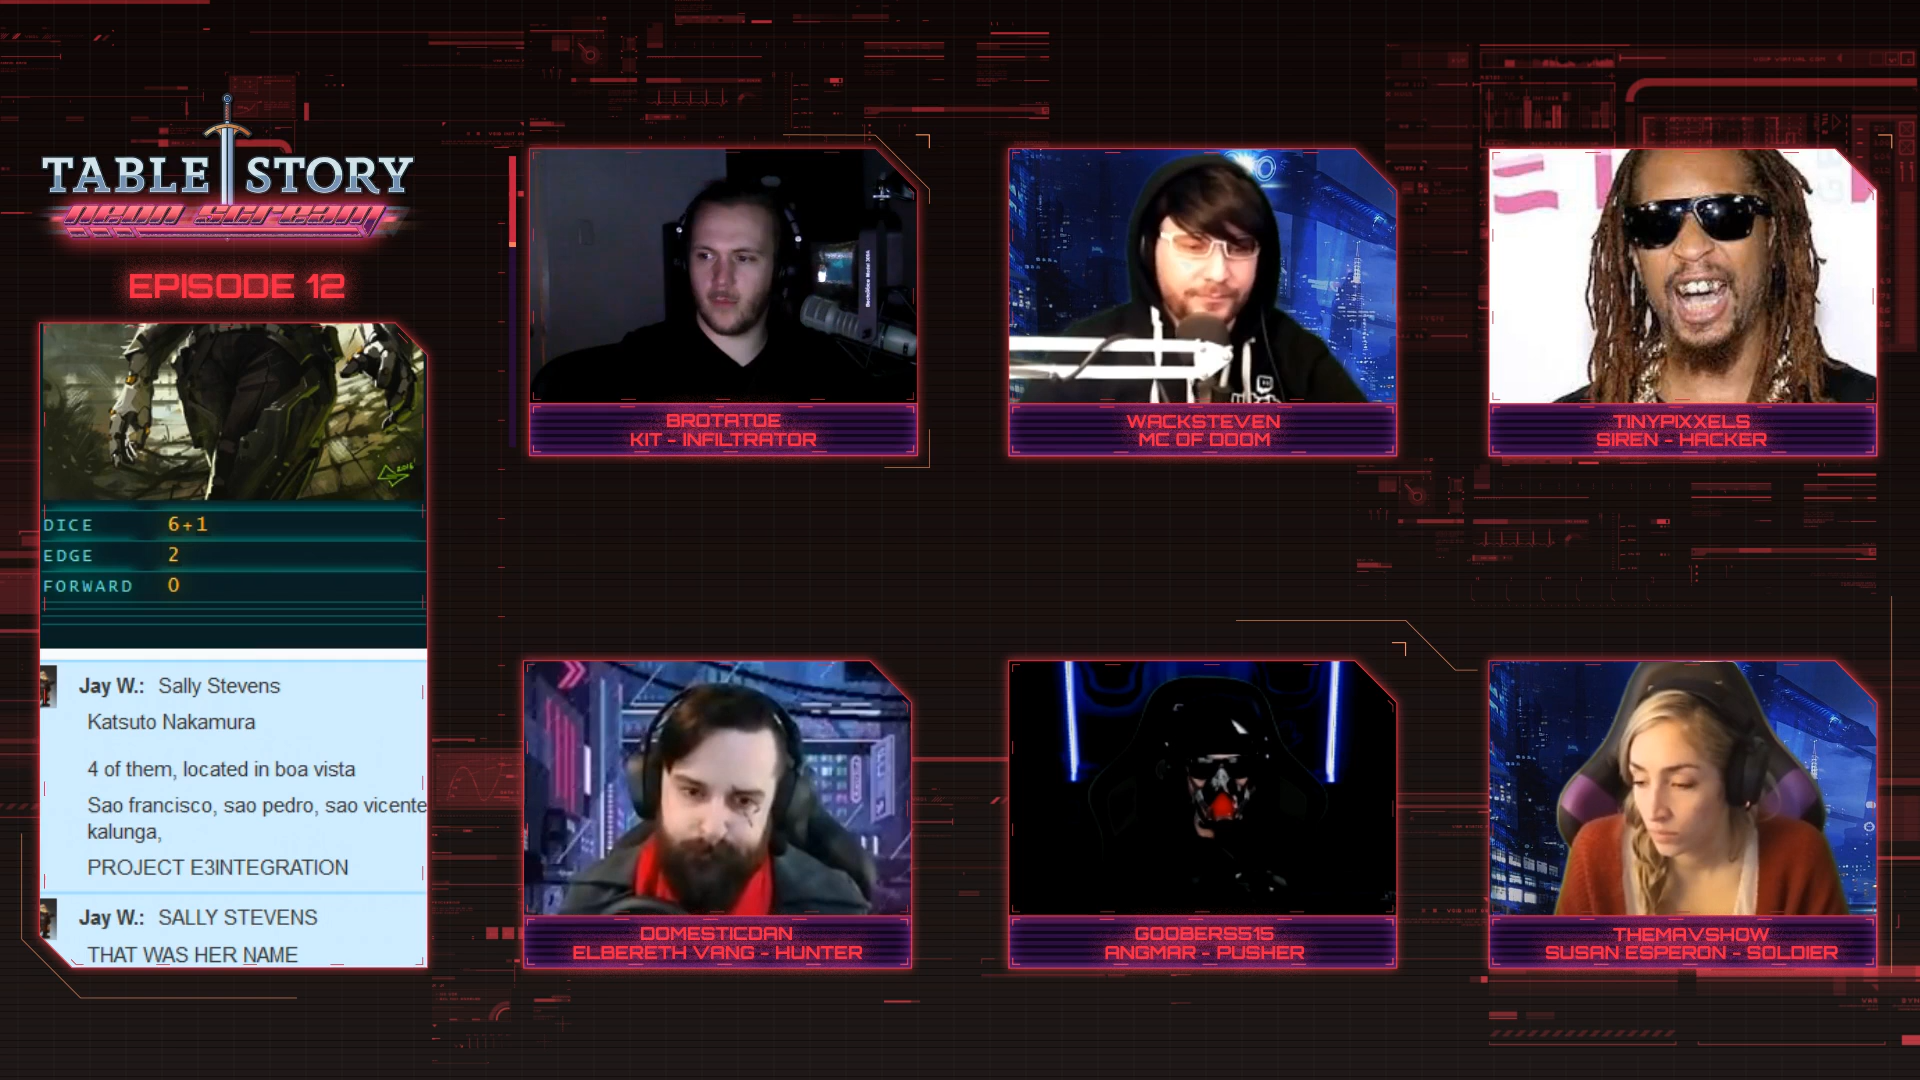 TABLE STORY
neon scream
EPISODE 12
DICE 6+1
EDGE 2
FORWARD 0
Jay W.: Sally Stevens
Katsuto Nakamura
4 of them, located in boa vista
Sao francisco, sao pedro, sao vicente
kalunga,
PROJECT E3INTEGRATION
Jay W.: SALLY STEVENS
THAT WAS HER NAME
BROTATOE
KIT - INFILTRATOR
WACKSTEVEN
MC OF DOOM
TINYPIXXELS
SIREN - HACKER
DOMESTICDAN
ELBERETH VANG - HUNTER
GOOBERS515
ANGMAR - PUSHER
THEMAVSHOW
SUSAN ESPERON - SOLDIER